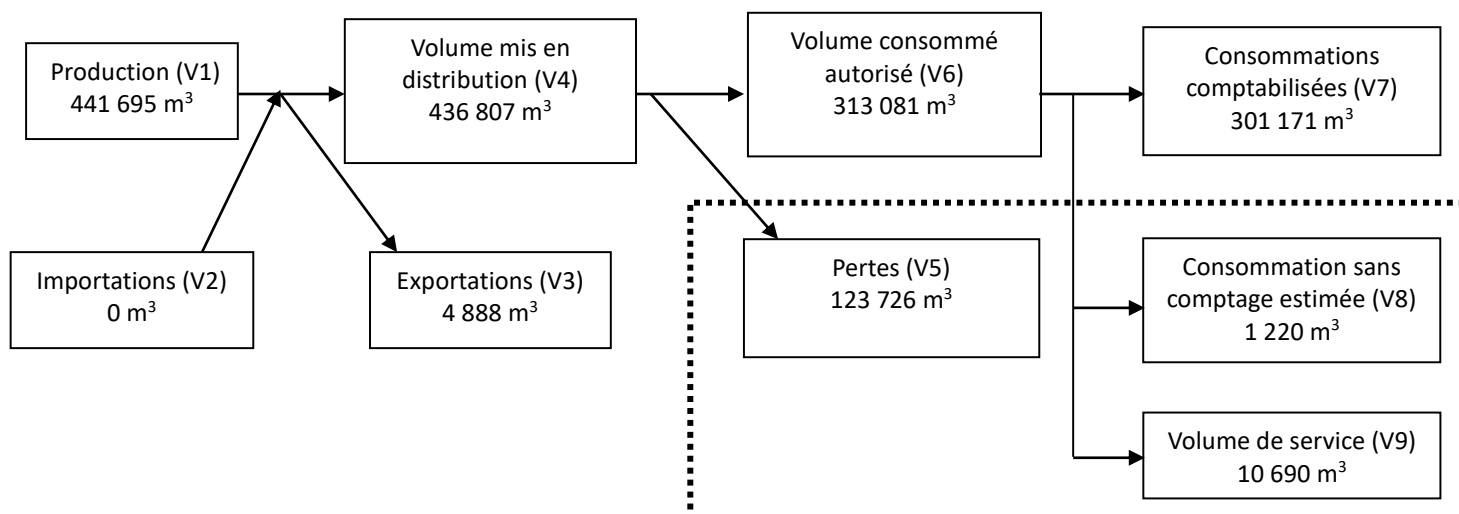 Production (V1)
441 695 m³
Volume mis en
distribution (V4)
436 807 m³
Volume consommé
autorisé (V6)
313 081 m³
Consommations
comptabilisées (V7)
301 171 m³
Importations (V2)
0 m³
Exportations (V3)
4 888 m³
Pertes (V5)
123 726 m³
Consommation sans
comptage estimée (V8)
1 220 m³
Volume de service (V9)
10 690 m³